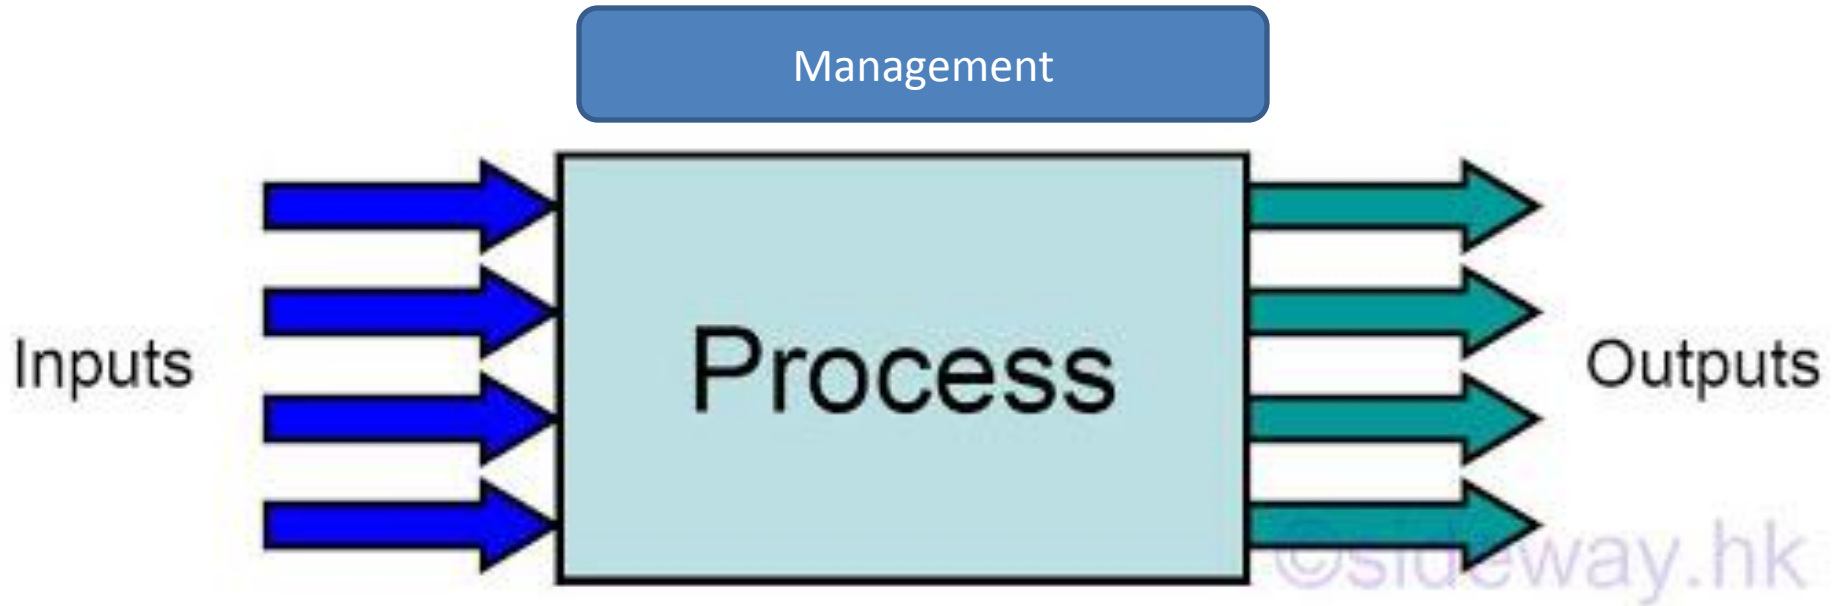 Management
Inputs
Process
Outputs
©sideway.hk